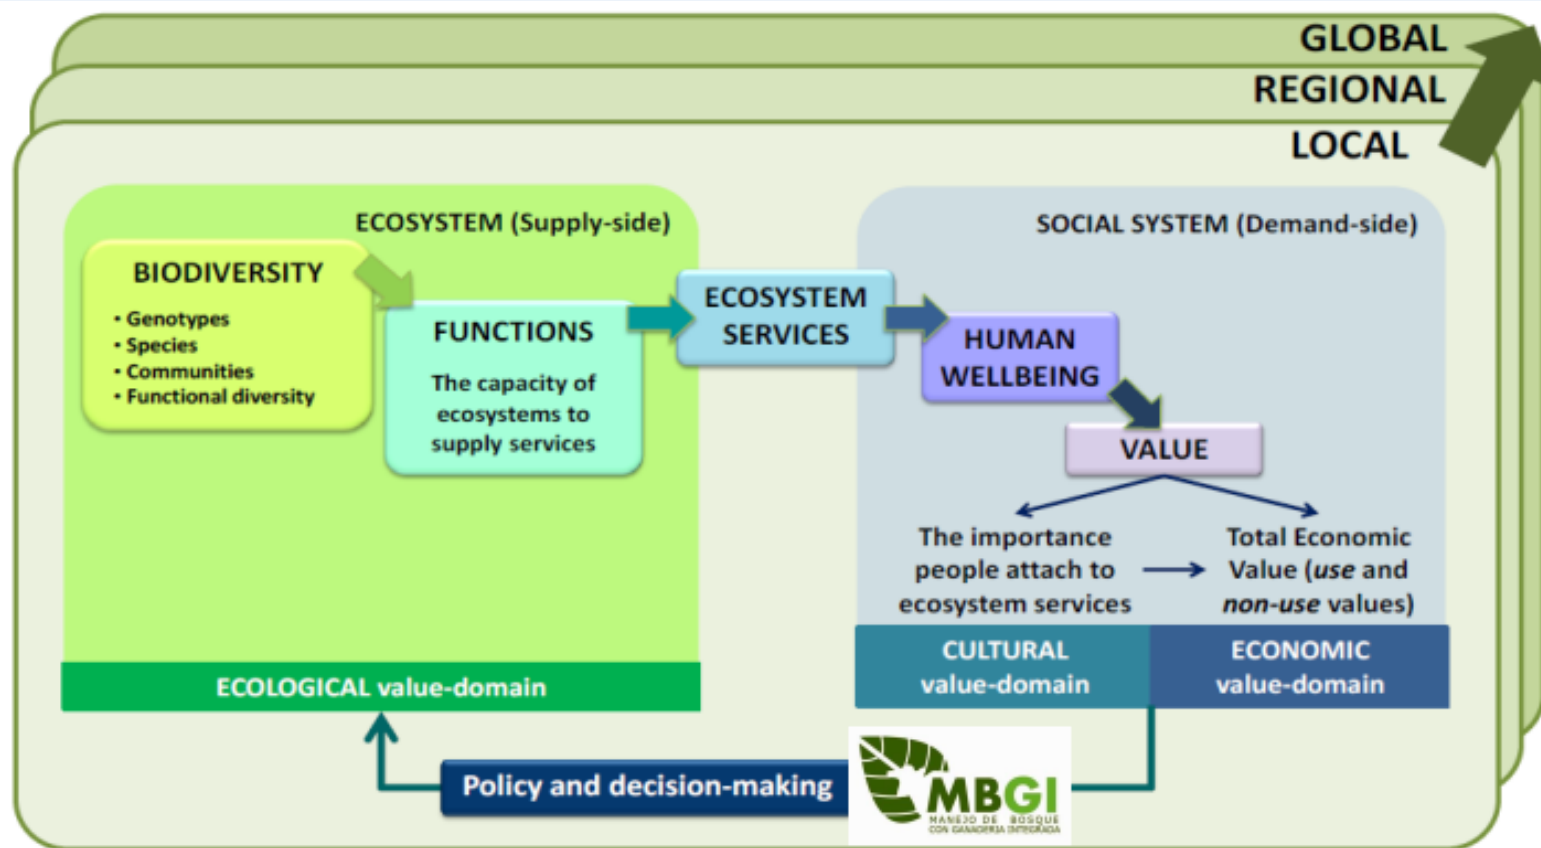 GLOBAL
REGIONAL
LOCAL
ECOSYSTEM (Supply-side)
BIODIVERSITY
• Genotypes
• Species
• Communities
• Functional diversity
FUNCTIONS
The capacity of
ecosystems to
supply services
ECOSYSTEM
SERVICES
SOCIAL SYSTEM (Demand-side)
HUMAN
WELLBEING
VALUE
The importance
people attach to
ecosystem services
Total Economic
Value (use and
non-use values)
ECOLOGICAL value-domain
CULTURAL
value-domain
ECONOMIC
value-domain
Policy and decision-making
MBGI
MANEJO DE BOSQUE
CON GANADERIA INTEGRADA